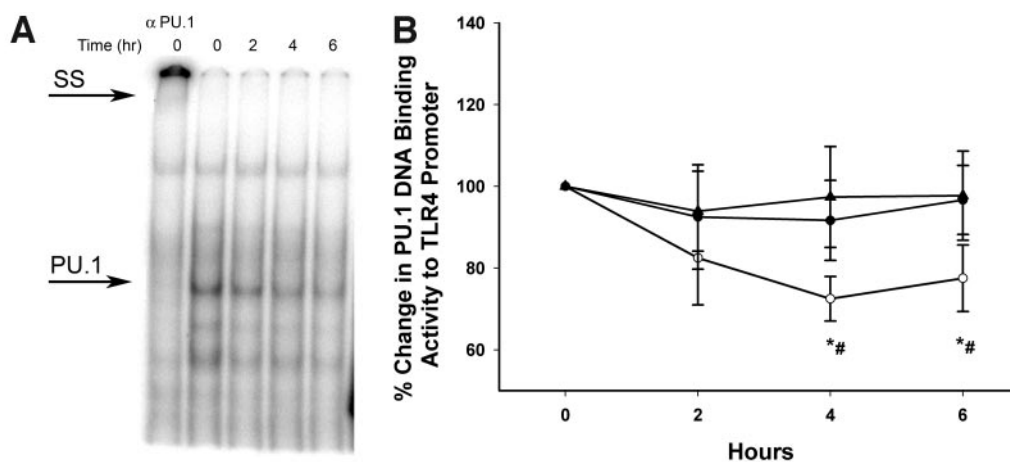 A
α PU.1
Time (hr) 0 0 2 4 6
SS
PU.1
B
% Change in PU.1 DNA Binding
Activity to TLR4 Promoter
140
120
100
80
60
*#
*#
0 2 4 6
Hours